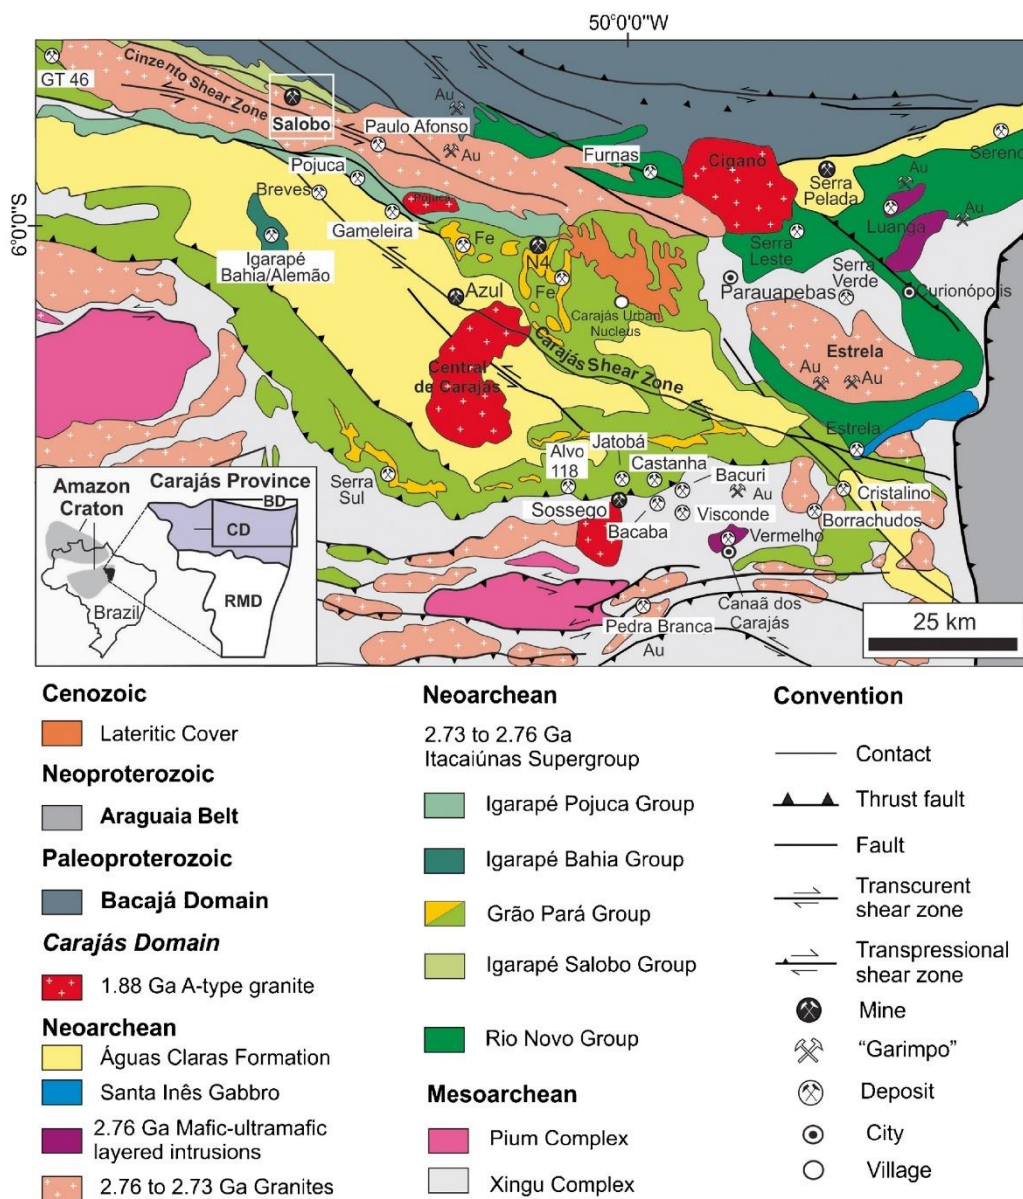 50°0'0"W
6°0'0"S
GT 46
Cinzento Shear Zone
Salobo
Au
Paulo Afonso
Au
Furnas
Cigano
Serra
Pelada
Sereno
Au
Luanga
Au
Pojuca
Breves
Pojuca
Gameleira
Igarapé
Bahia/Alemão
Fe
N4
Fe
Azul
Carajás Urban
Nucleus
Serra
Leste
Parauapebas
Serra
Verde
Curionópolis
Estrela
Au
Au
Central
de Carajás
Carajás Shear Zone
Estrela
Serra
Sul
Alvo
118
Jatobá
Castanha
Bacuri
Au
Cristalino
Sossego
Bacaba
Visconde
Borrachudos
Vermelho
Canaã dos
Carajás
Pedra Branca
Au
25 km
Amazon
Craton
Brazil
Carajás Province
BD
CD
RMD
Cenozoic
Lateritic Cover
Neoproterozoic
Araguaia Belt
Paleoproterozoic
Bacajá Domain
Carajás Domain
1.88 Ga A-type granite
Neoarchean
Águas Claras Formation
Santa Inês Gabbro
2.76 Ga Mafic-ultramafic
layered intrusions
2.76 to 2.73 Ga Granites
Neoarchean
2.73 to 2.76 Ga
Itacaiúnas Supergroup
Igarapé Pojuca Group
Igarapé Bahia Group
Grão Pará Group
Igarapé Salobo Group
Rio Novo Group
Mesoarchean
Pium Complex
Xingu Complex
Convention
Contact
Thrust fault
Fault
Transcurent
shear zone
Transpressional
shear zone
Mine
“Garimpo”
Deposit
City
Village